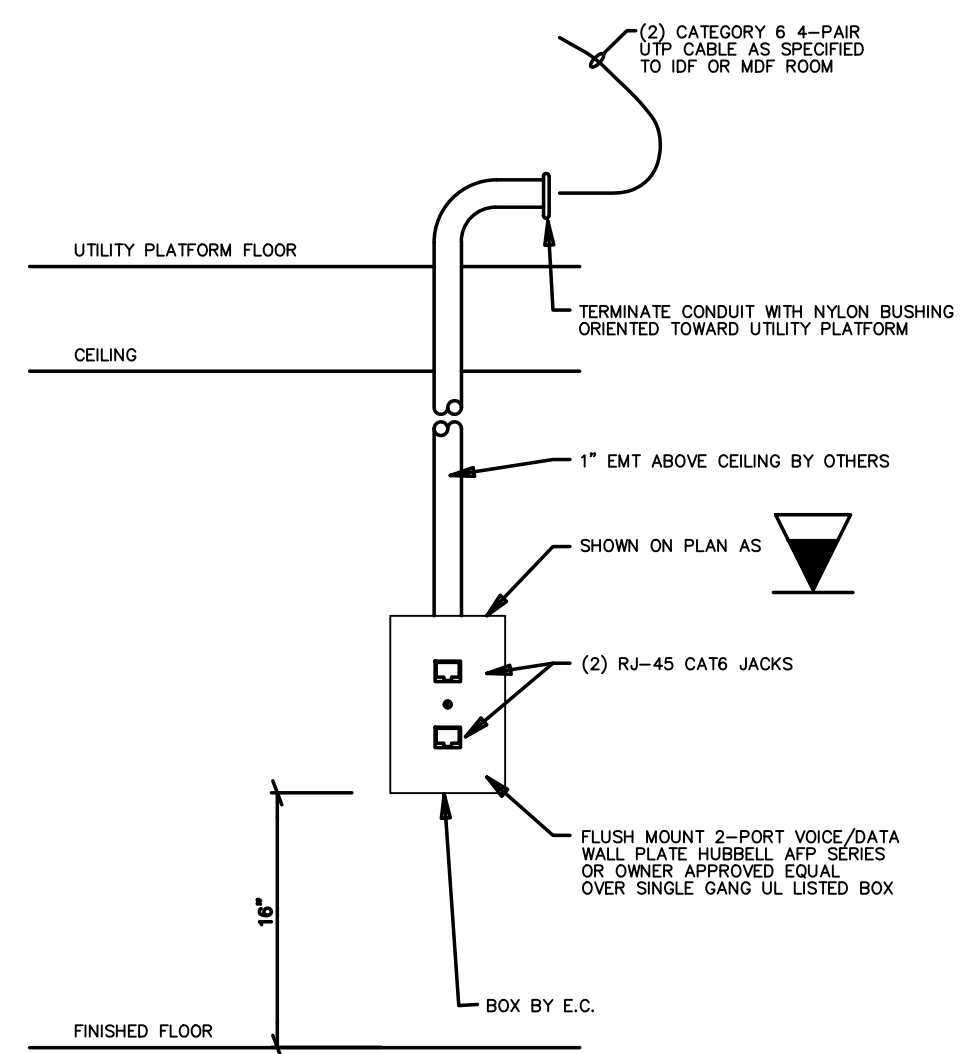 (2) CATEGORY 6 4-PAIR
UTP CABLE AS SPECIFIED
TO IDF OR MDF ROOM
UTILITY PLATFORM FLOOR
TERMINATE CONDUIT WITH NYLON BUSHING
ORIENTED TOWARD UTILITY PLATFORM
CEILING
1" EMT ABOVE CEILING BY OTHERS
SHOWN ON PLAN AS
(2) RJ-45 CAT6 JACKS
FLUSH MOUNT 2-PORT VOICE/DATA
WALL PLATE HUBBELL AFP SERIES
OR OWNER APPROVED EQUAL
OVER SINGLE GANG UL LISTED BOX
16"
BOX BY E.C.
FINISHED FLOOR